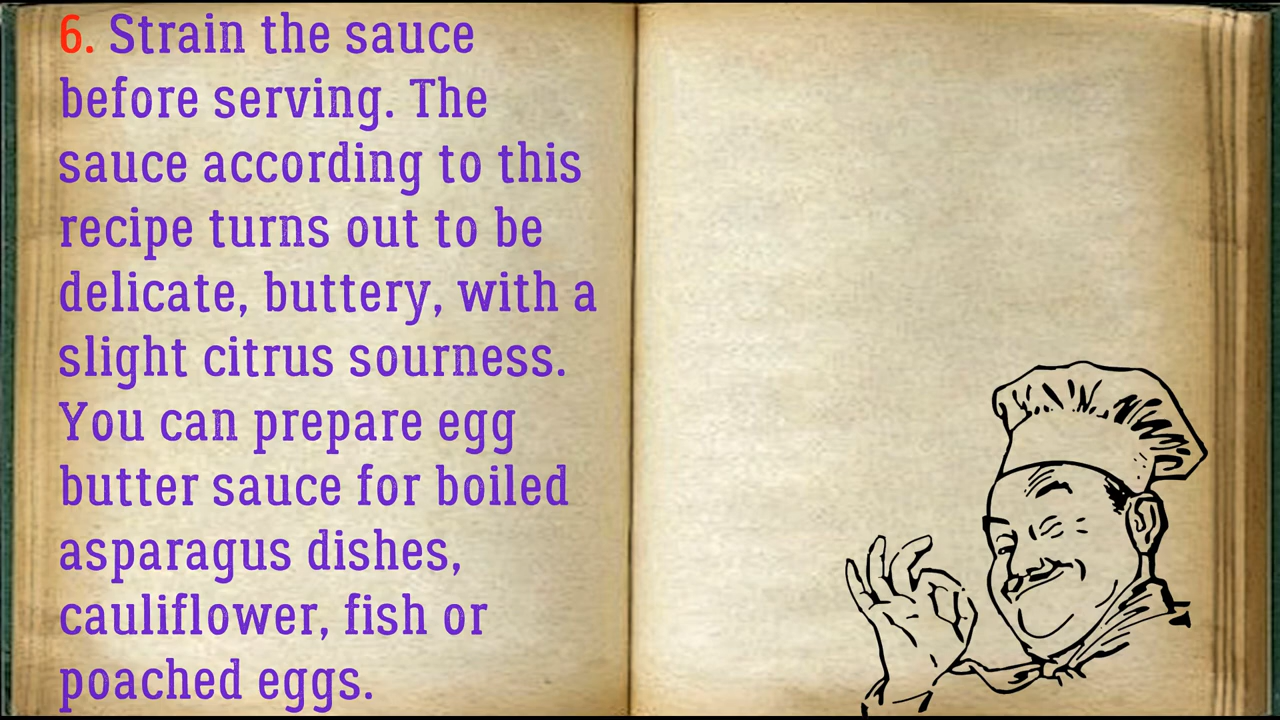 6. Strain the sauce
before serving. The
sauce according to this
recipe turns out to be
delicate, buttery, with a
slight citrus sourness.
You can prepare egg
butter sauce for boiled
asparagus dishes,
cauliflower, fish or
poached eggs.